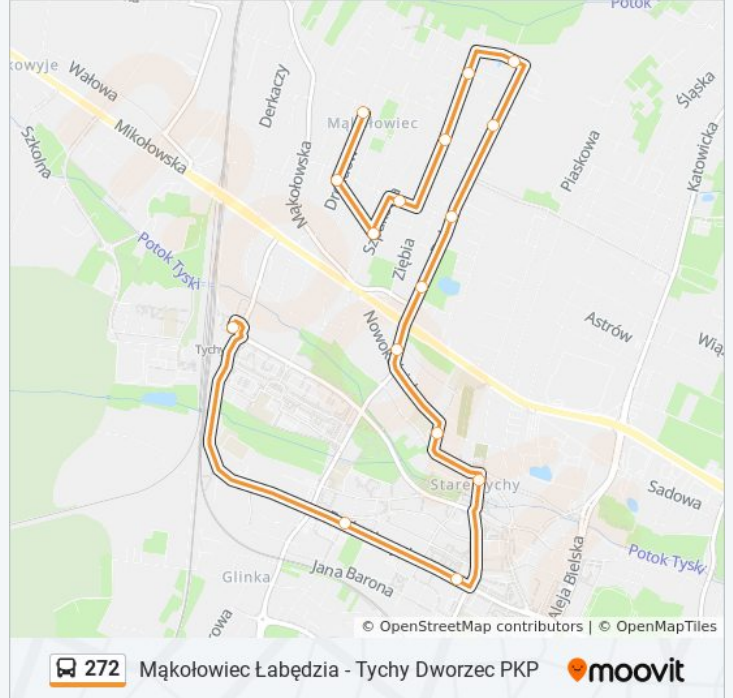 Potok
kowyje
Wałowa
Derkaczy
Śląska
Mąkołowiec
Szkolna
Mikołowska
Mąkołowska
Piaskowa
Katowicka
Ziębia
Potok Tyski
Astrów
Tychy
Stare Tychy
Sadowa
Potok Tyski
Jana Barona
Glinka
Aleja Bielska
© OpenStreetMap contributors | © OpenMapTiles
272 Mąkołowiec Łabędzia - Tychy Dworzec PKP moovit